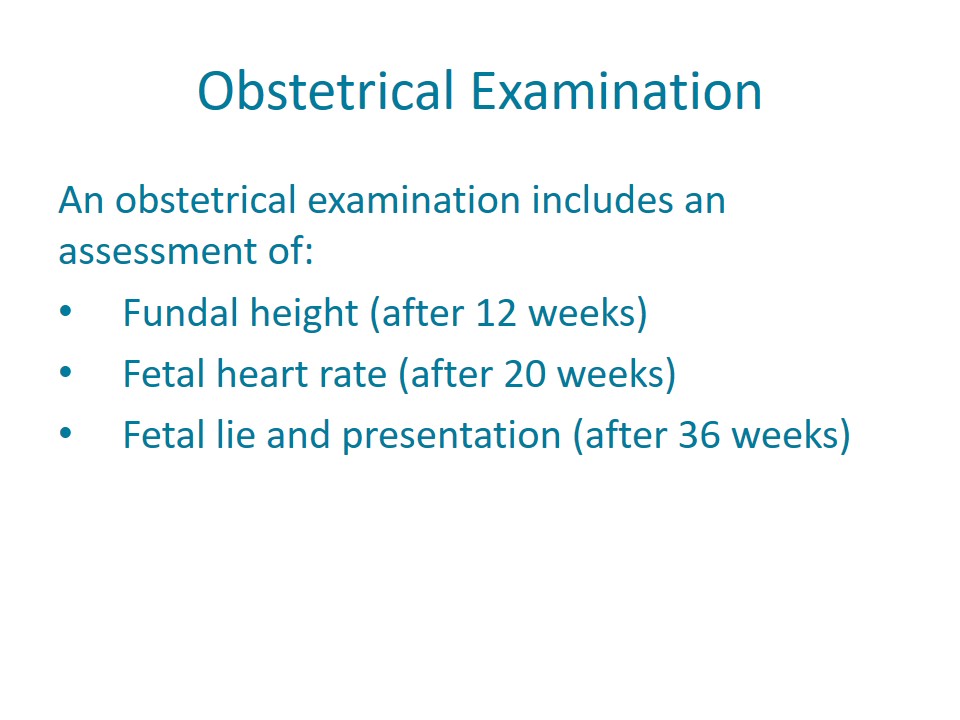 Obstetrical Examination
An obstetrical examination includes an
assessment of:
• Fundal height (after 12 weeks)
• Fetal heart rate (after 20 weeks)
• Fetal lie and presentation (after 36 weeks)